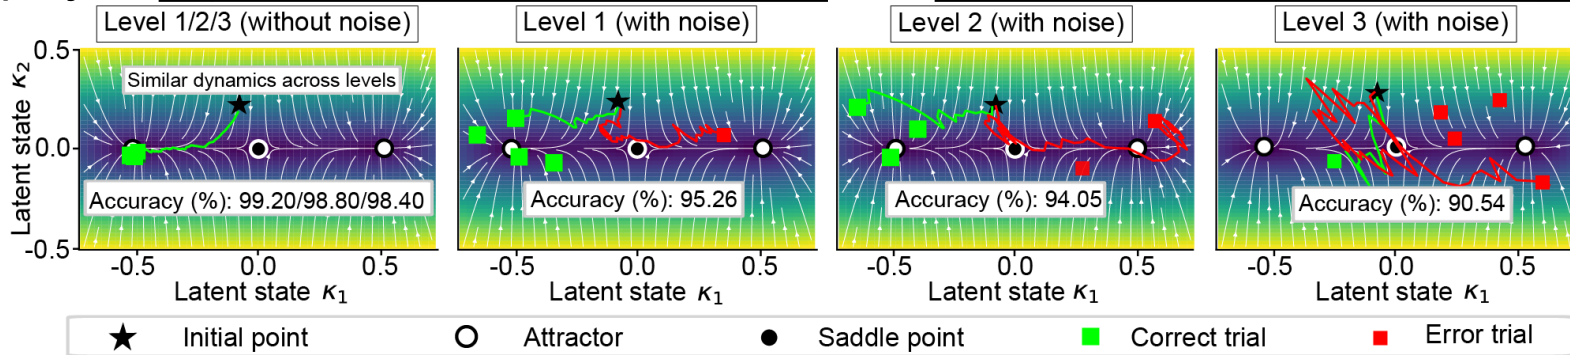 Level 1/2/3 (without noise)
Level 1 (with noise)
Level 2 (with noise)
Level 3 (with noise)
Latent state κ2
0.5
0.0
-0.5
Similar dynamics across levels
Accuracy (%): 99.20/98.80/98.40
Accuracy (%): 95.26
Accuracy (%): 94.05
Accuracy (%): 90.54
-0.5 0.0 0.5
-0.5 0.0 0.5
-0.5 0.0 0.5
-0.5 0.0 0.5
Latent state κ1
Latent state κ1
Latent state κ1
Latent state κ1
Initial point
Attractor
Saddle point
Correct trial
Error trial